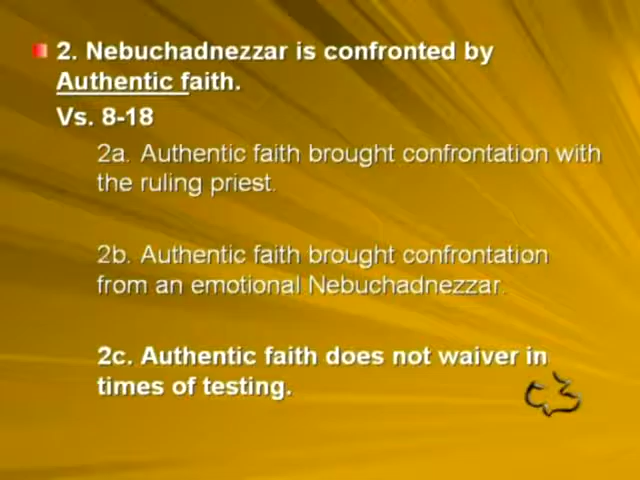 2. Nebuchadnezzar is confronted by
Authentic faith.
Vs. 8-18
2a. Authentic faith brought confrontation with
the ruling priest.
2b. Authentic faith brought confrontation
from an emotional Nebuchadnezzar.
2c. Authentic faith does not waiver in
times of testing.